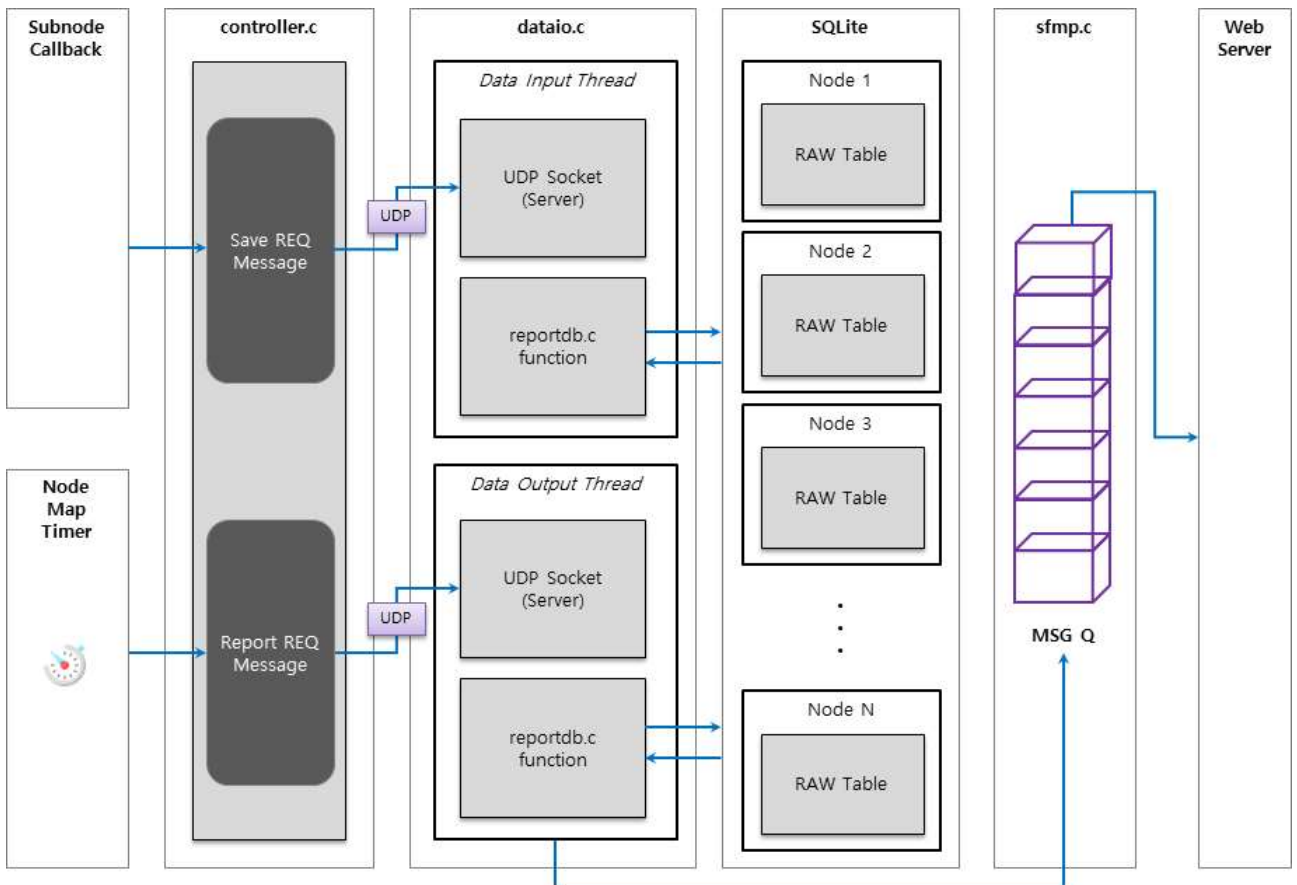 Subnode
Callback
controller.c
dataio.c
SQLite
sfmp.c
Web
Server
Save REQ
Message
UDP
Data Input Thread
UDP Socket
(Server)
reportdb.c
function
Node 1
RAW Table
Node 2
RAW Table
Node 3
RAW Table
Node
Map
Timer
Report REQ
Message
UDP
Data Output Thread
UDP Socket
(Server)
reportdb.c
function
Node N
RAW Table
MSG Q